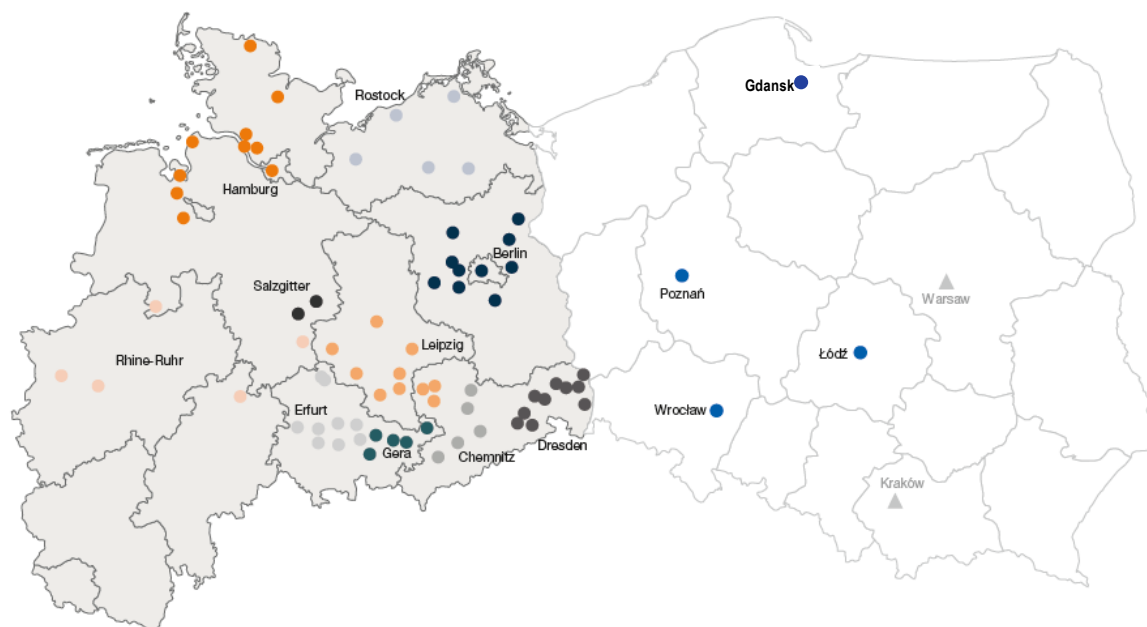 Gdansk
Rostock
Hamburg
Berlin
Salzgitter
Poznań
Warsaw
Leipzig
Rhine-Ruhr
Łódź
Erfurt
Wrocław
Dresden
Gera
Chemnitz
Kraków